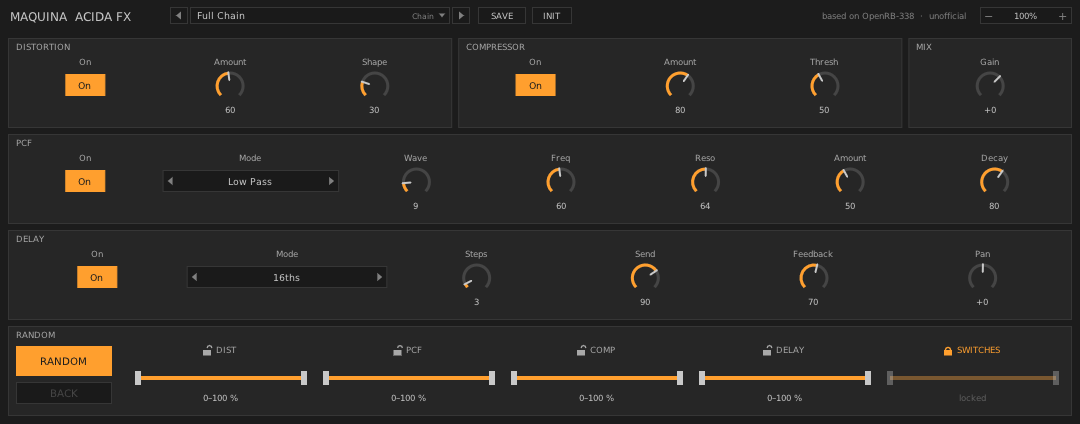 MAQUINA ACIDA FX
Full Chain
Chain
SAVE
INIT
based on OpenRB-338 · unofficial
− 100% +
DISTORTION
On Amount Shape
On
60 30
COMPRESSOR
On Amount Thresh
On
80 50
MIX
Gain
+0
PCF
On Mode Wave Freq Reso Amount Decay
On Low Pass
9 60 64 50 80
DELAY
On Mode Steps Send Feedback Pan
On 16ths
3 90 70 +0
RANDOM
RANDOM
BACK
DIST PCF COMP DELAY SWITCHES
0–100 % 0–100 % 0–100 % 0–100 % locked